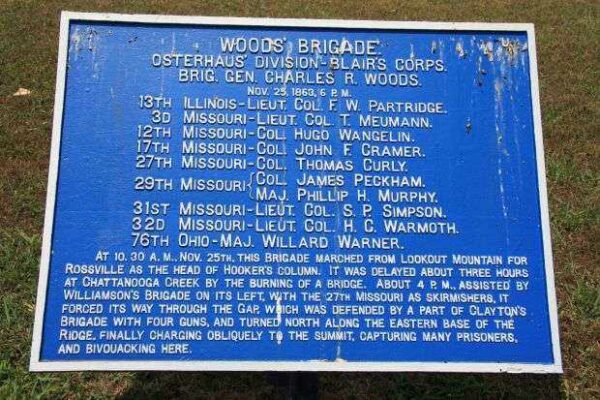 WOODS' BRIGADE.
OSTERHAUS' DIVISION-BLAIR'S CORPS.
BRIG. GEN. CHARLES R. WOODS.
NOV. 25, 1863, 6 P.M.
13TH ILLINOIS-LIEUT. COL. F. W. PARTRIDGE.
3D MISSOURI-LIEUT. COL. T. MEUMANN.
12TH MISSOURI-COL. HUGO WANGELIN.
17TH MISSOURI-COL. JOHN F. CRAMER.
27TH MISSOURI-COL. THOMAS CURLY.
29TH MISSOURI{COL. JAMES PECKHAM.
MAJ. PHILLIP H. MURPHY.
31ST MISSOURI-LIEUT. COL. S. P. SIMPSON.
32D MISSOURI-LIEUT. COL. H. C. WARMOTH.
76TH OHIO-MAJ. WILLARD WARNER.
AT 10.30 A.M., NOV. 25TH, THIS BRIGADE MARCHED FROM LOOKOUT MOUNTAIN FOR
ROSSVILLE AS THE HEAD OF HOOKER'S COLUMN. IT WAS DELAYED ABOUT THREE HOURS
AT CHATTANOOGA CREEK BY THE BURNING OF A BRIDGE. ABOUT 4 P.M., ASSISTED BY
WILLIAMSON'S BRIGADE ON ITS LEFT, WITH THE 27TH MISSOURI AS SKIRMISHERS, IT
FORCED ITS WAY THROUGH THE GAP, WHICH WAS DEFENDED BY A PART OF CLAYTON'S
BRIGADE WITH FOUR GUNS, AND TURNED NORTH ALONG THE EASTERN BASE OF THE
RIDGE, FINALLY CHARGING OBLIQUELY TO THE SUMMIT, CAPTURING MANY PRISONERS,
AND BIVOUACKING HERE.